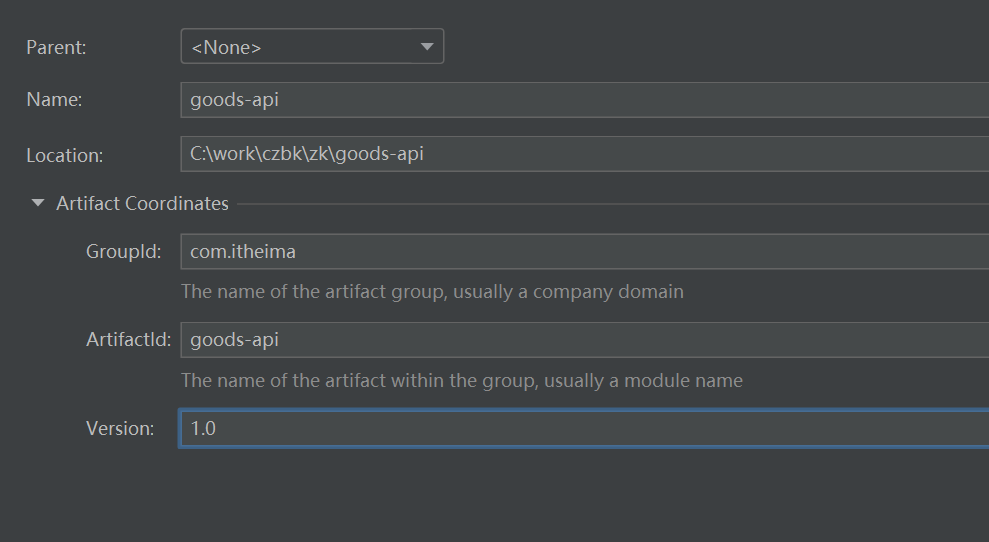 Parent: <None>
Name: goods-api
Location: C:\work\czbk\zk\goods-api
Artifact Coordinates
GroupId: com.itheima
The name of the artifact group, usually a company domain
ArtifactId: goods-api
The name of the artifact within the group, usually a module name
Version: 1.0